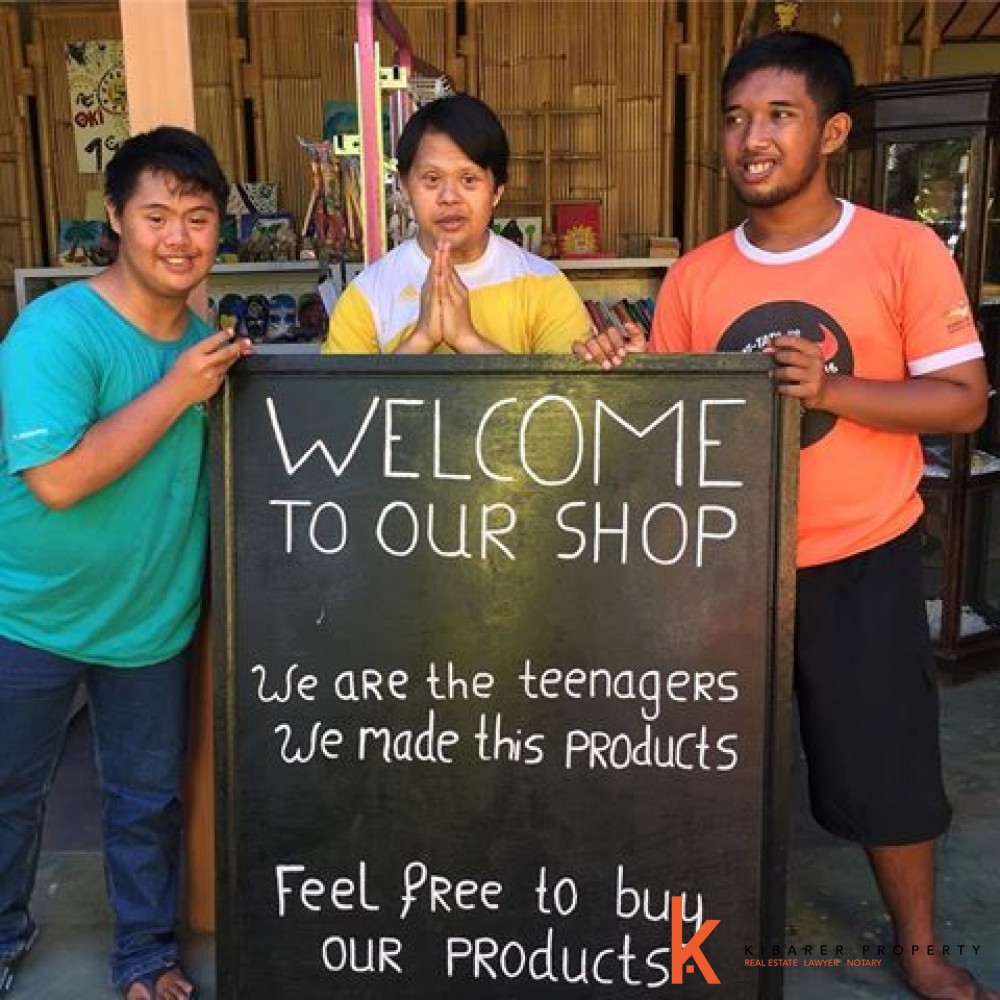 OKI
WELCOME
TO OUR SHOP
We are the teenagers
We made this products
Feel free to buy
our products
k
KIBARER PROPERTY
REAL ESTATE LAWYER NOTARY